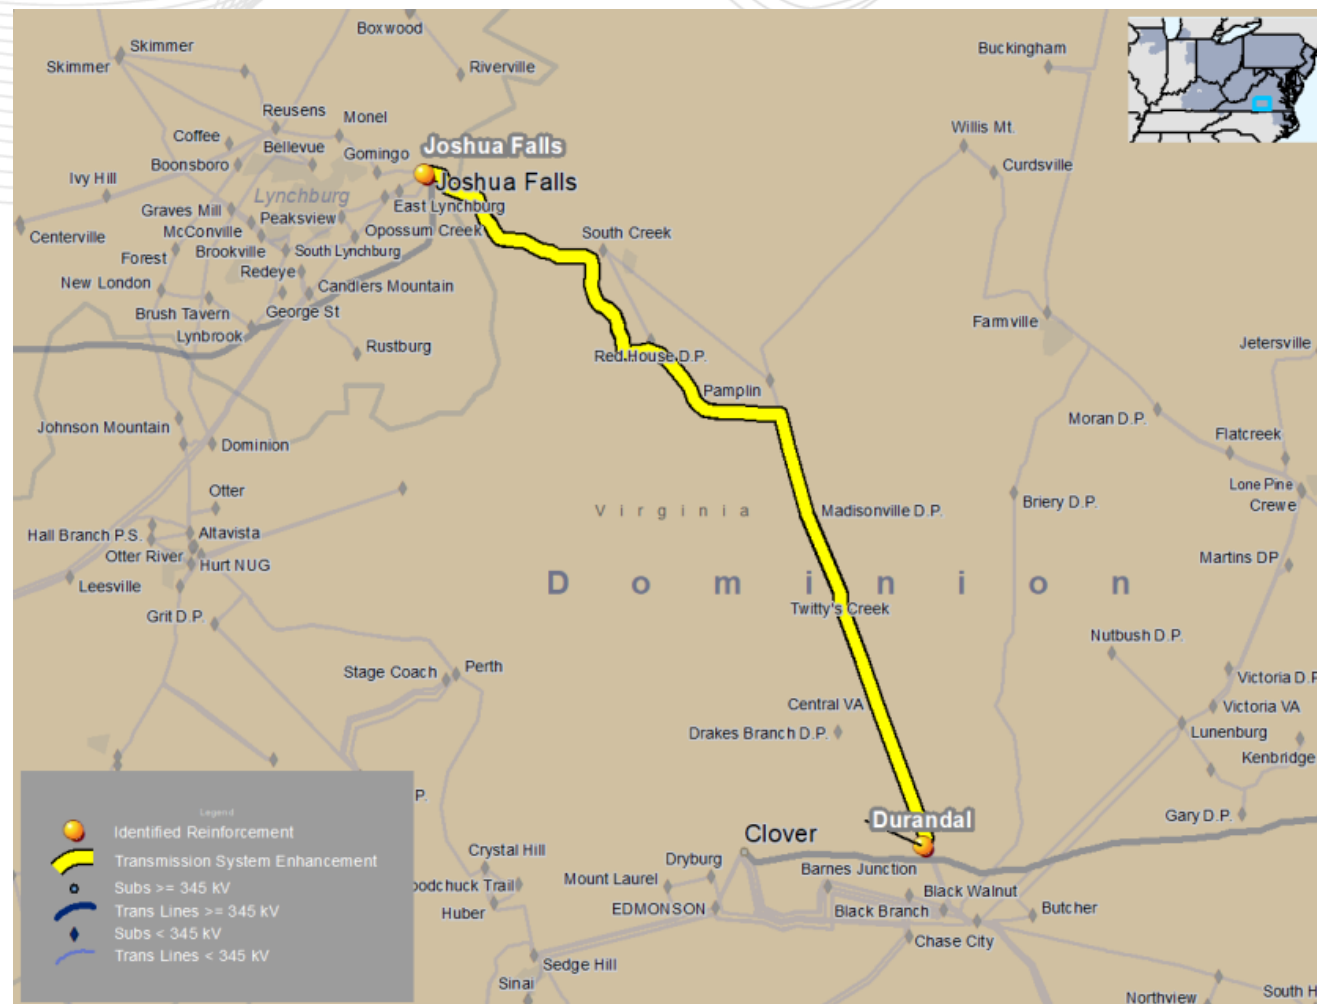 Boxwood
Skimmer
Skimmer
Riverville
Buckingham
Reusens
Monel
Coffee
Bellevue
Joshua Falls
Willis Mt.
Boonsboro
Gomingo
Curdsville
Ivy Hill
Joshua Falls
Lynchburg
Graves Mill
Peaksview
East Lynchburg
McConville
Opossum Creek
South Creek
Centerville
Forest
Brookville
South Lynchburg
Redeye
New London
Candlers Mountain
Brush Tavern
George St
Lynbrook
Farmville
Jetersville
Rustburg
Red House D.P.
Pamplin
Moran D.P.
Johnson Mountain
Dominion
Flatcreek
Otter
Lone Pine
Crewe
Virginia
Madisonville D.P.
Briery D.P.
Hall Branch P.S.
Altavista
Otter River
Hurt NUG
Martins DP
Leesville
Dominion
Grit D.P.
Twitty's Creek
Nutbush D.P.
Stage Coach
Perth
Victoria D.P
Central VA
Victoria VA
Drakes Branch D.P.
Lunenburg
Kenbridge
P.
Gary D.P.
Durandal
Clover
Crystal Hill
Dryburg
Barnes Junction
oodchuck Trail
Mount Laurel
Black Walnut
Huber
EDMONSON
Black Branch
Butcher
Chase City
Sedge Hill
Sinai
Northview
South H
Legend
Identified Reinforcement
Transmission System Enhancement
Subs >= 345 kV
Trans Lines >= 345 kV
Subs < 345 kV
Trans Lines < 345 kV